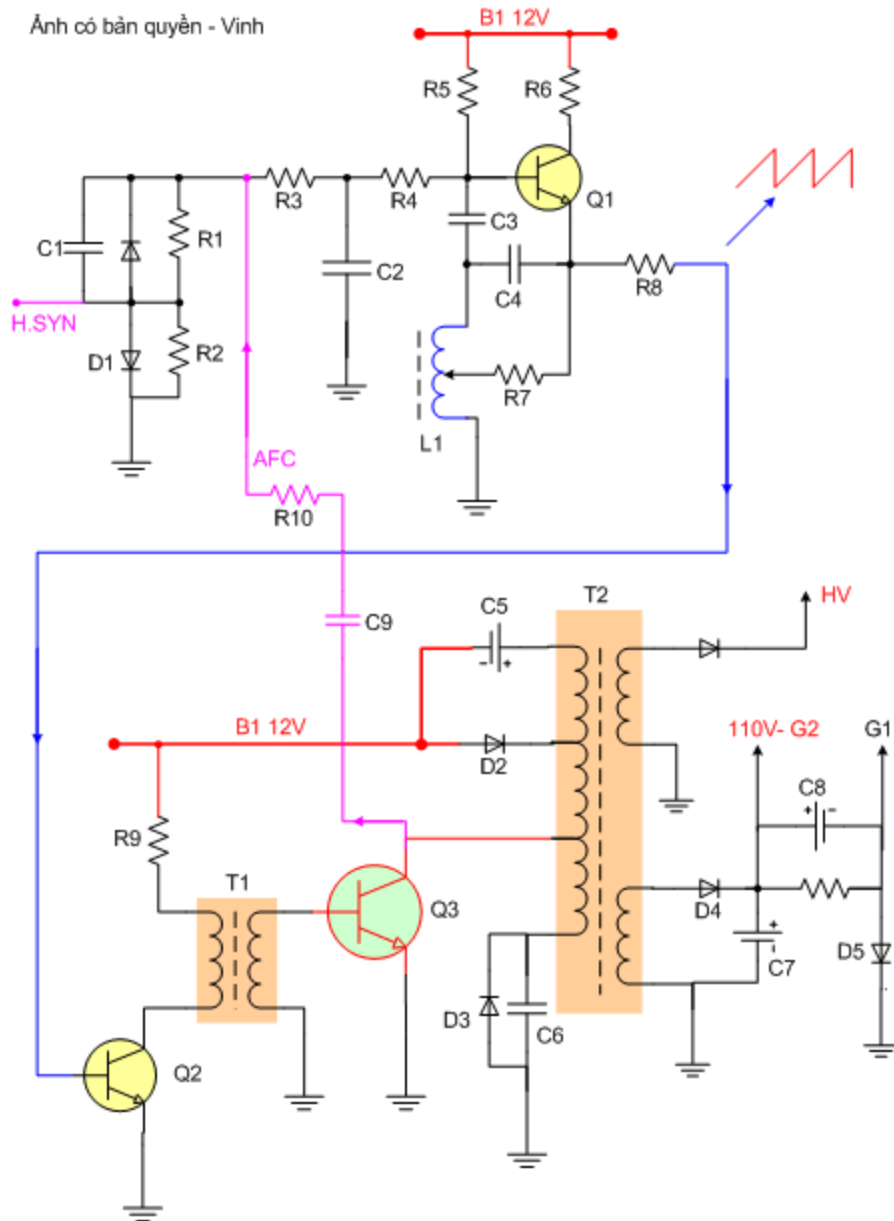 Ảnh có bản quyền - Vinh
B1 12V
R5
R6
Q1
R3
R4
C3
C1
R1
C2
C4
R8
H.SYN
D1
R2
R7
L1
AFC
R10
C9
C5
T2
HV
B1 12V
D2
110V- G2
G1
C8
+ -
- +
R9
T1
Q3
D4
+
-
C7
D5
D3
C6
Q2